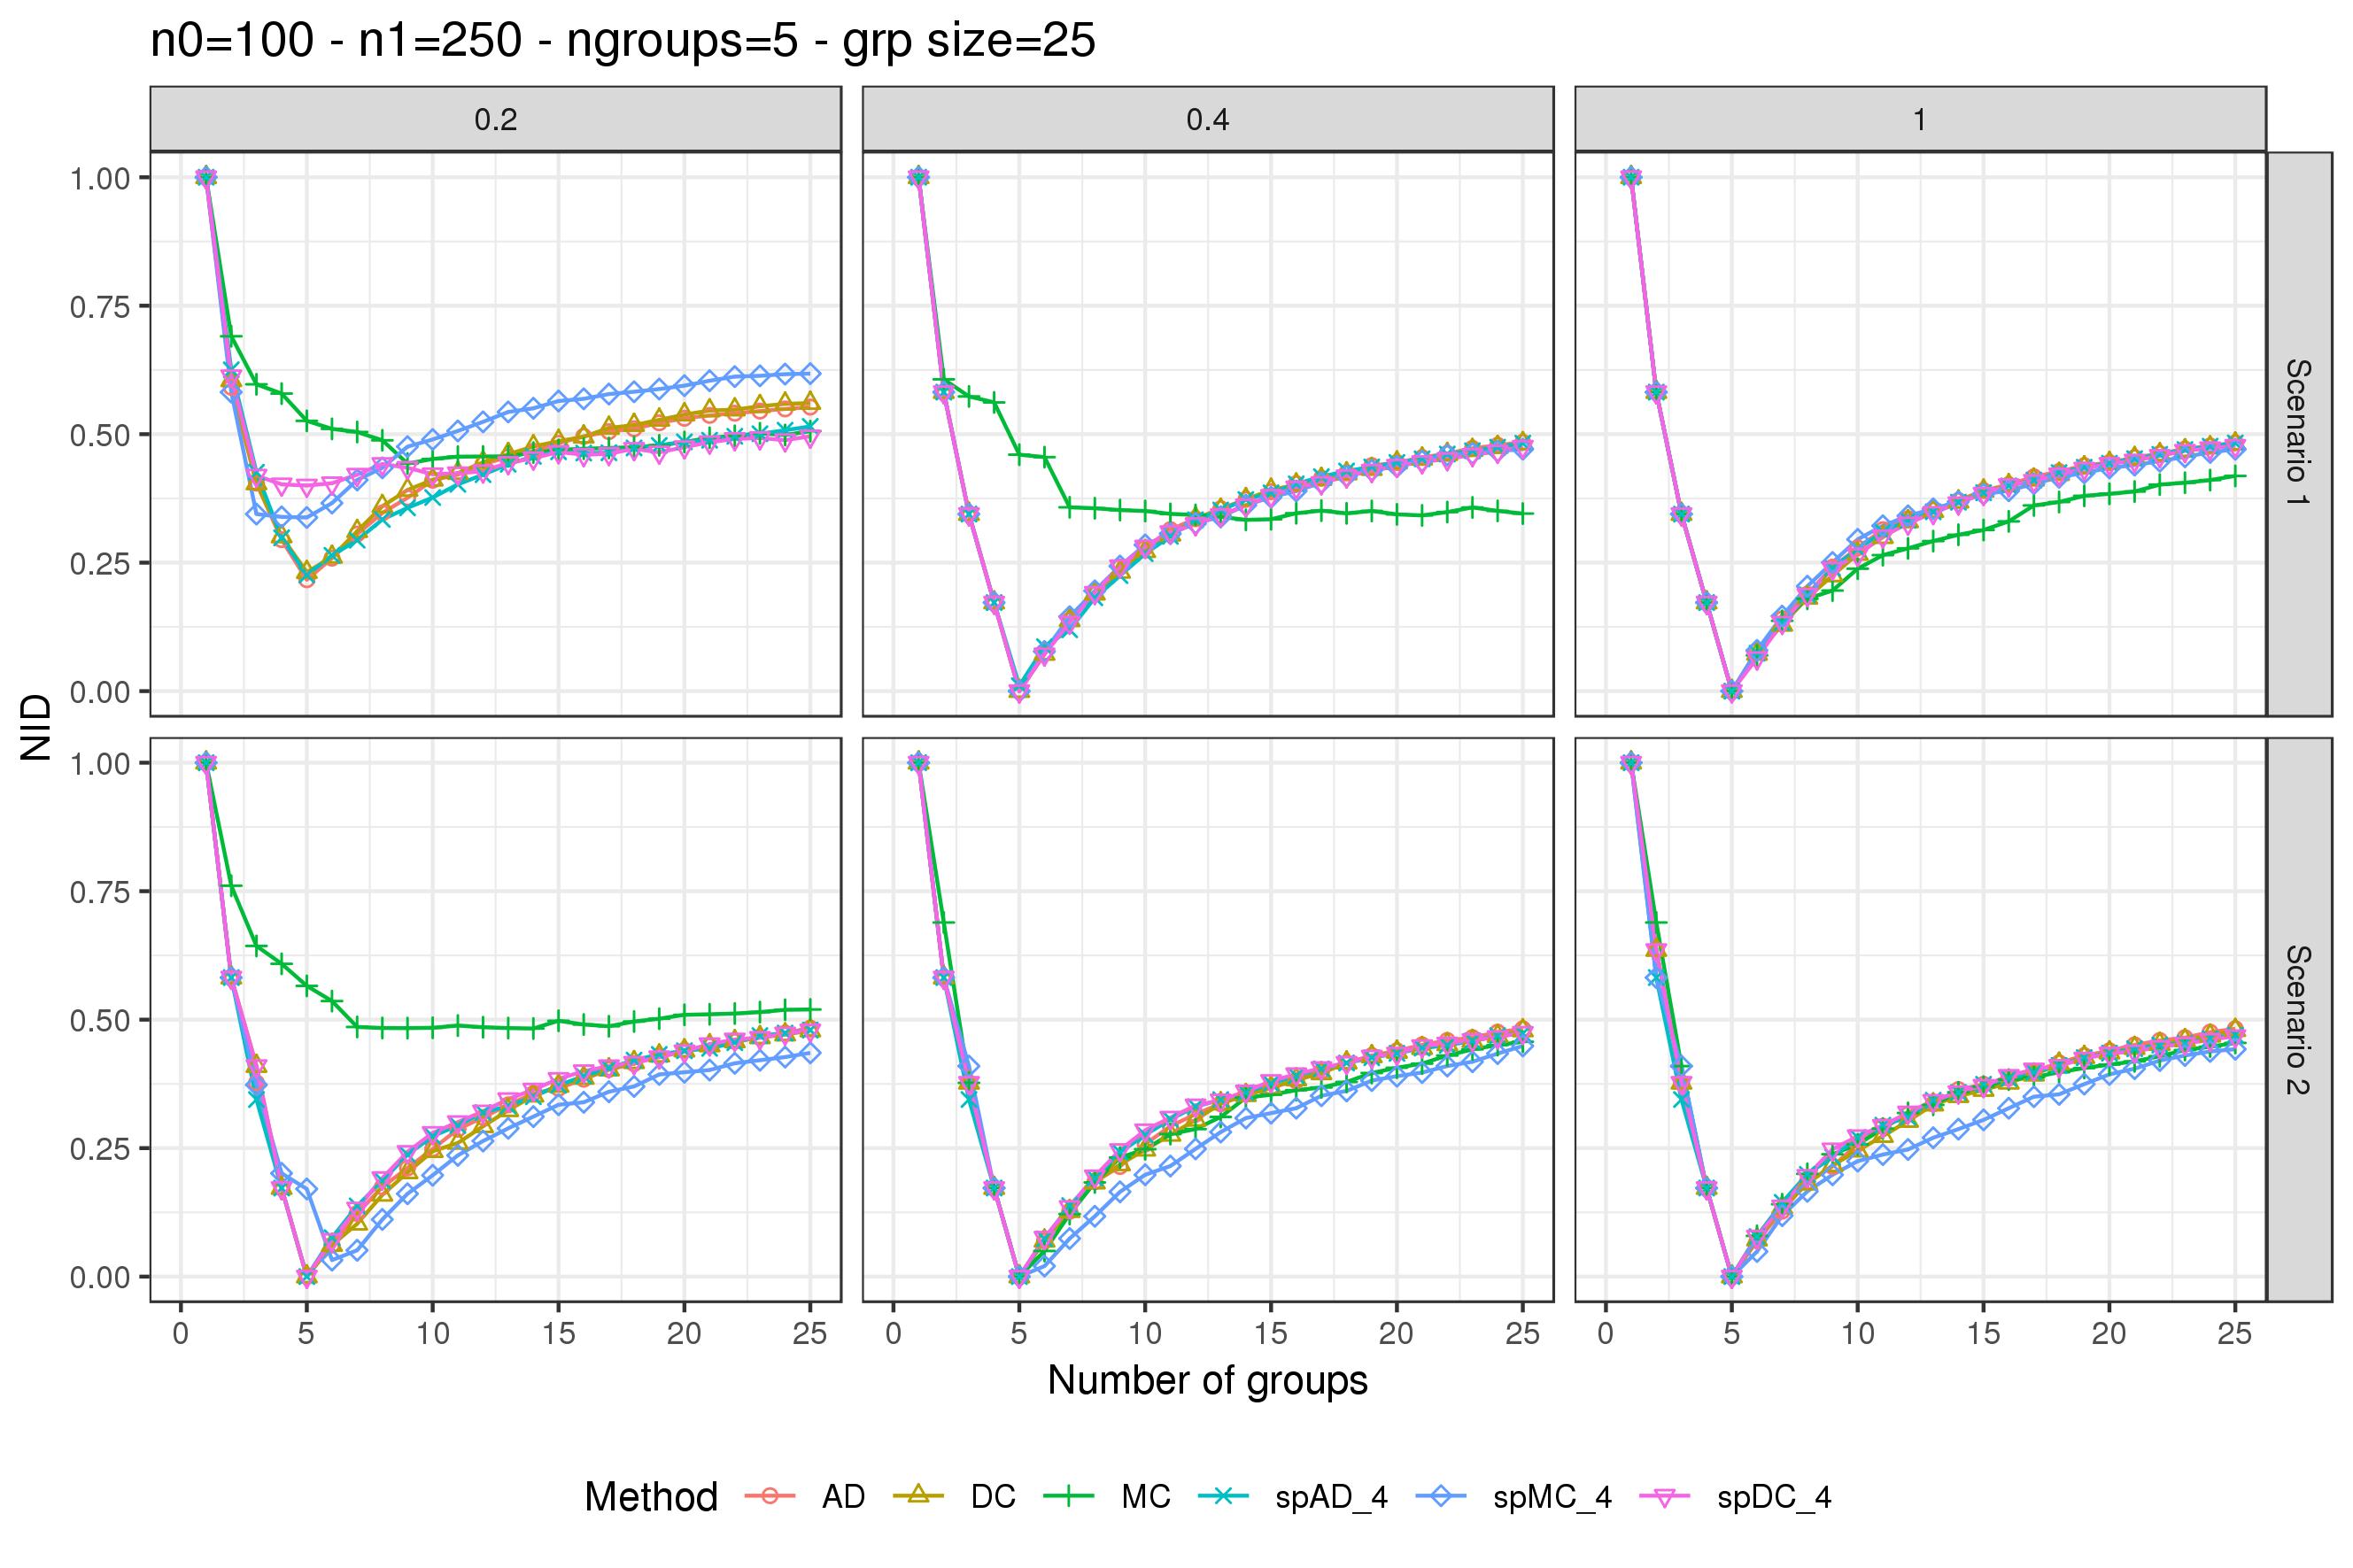 n0=100 - n1=250 - ngroups=5 - grp size=25
0.2 0.4 1
1.00
0.75
0.50
0.25
0.00
Scenario 1
NID
1.00
0.75
0.50
0.25
0.00
Scenario 2
0 5 10 15 20 25 0 5 10 15 20 25 0 5 10 15 20 25
Number of groups
Method AD DC MC spAD_4 spMC_4 spDC_4